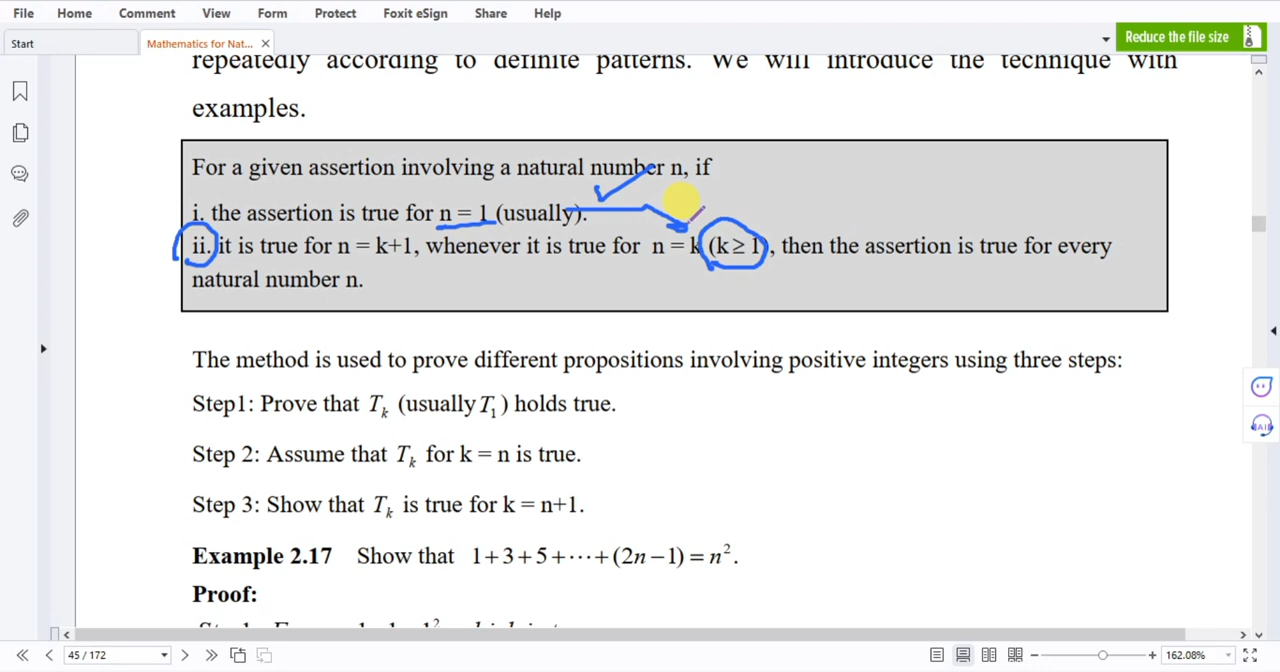 File Home Comment View Form Protect Foxit eSign Share Help
Start Mathematics for Nat... Reduce the file size
repeatedly according to definite patterns. We will introduce the technique with
examples.
For a given assertion involving a natural number n, if
i. the assertion is true for n = 1 (usually).
ii. it is true for n = k+1, whenever it is true for n = k (k ≥ 1), then the assertion is true for every
natural number n.
The method is used to prove different propositions involving positive integers using three steps:
Step1: Prove that Tₖ (usually T₁) holds true.
Step 2: Assume that Tₖ for k = n is true.
Step 3: Show that Tₖ is true for k = n+1.
Example 2.17 Show that 1+3+5+⋯+(2n−1) = n².
Proof:
45 / 172 162.08%